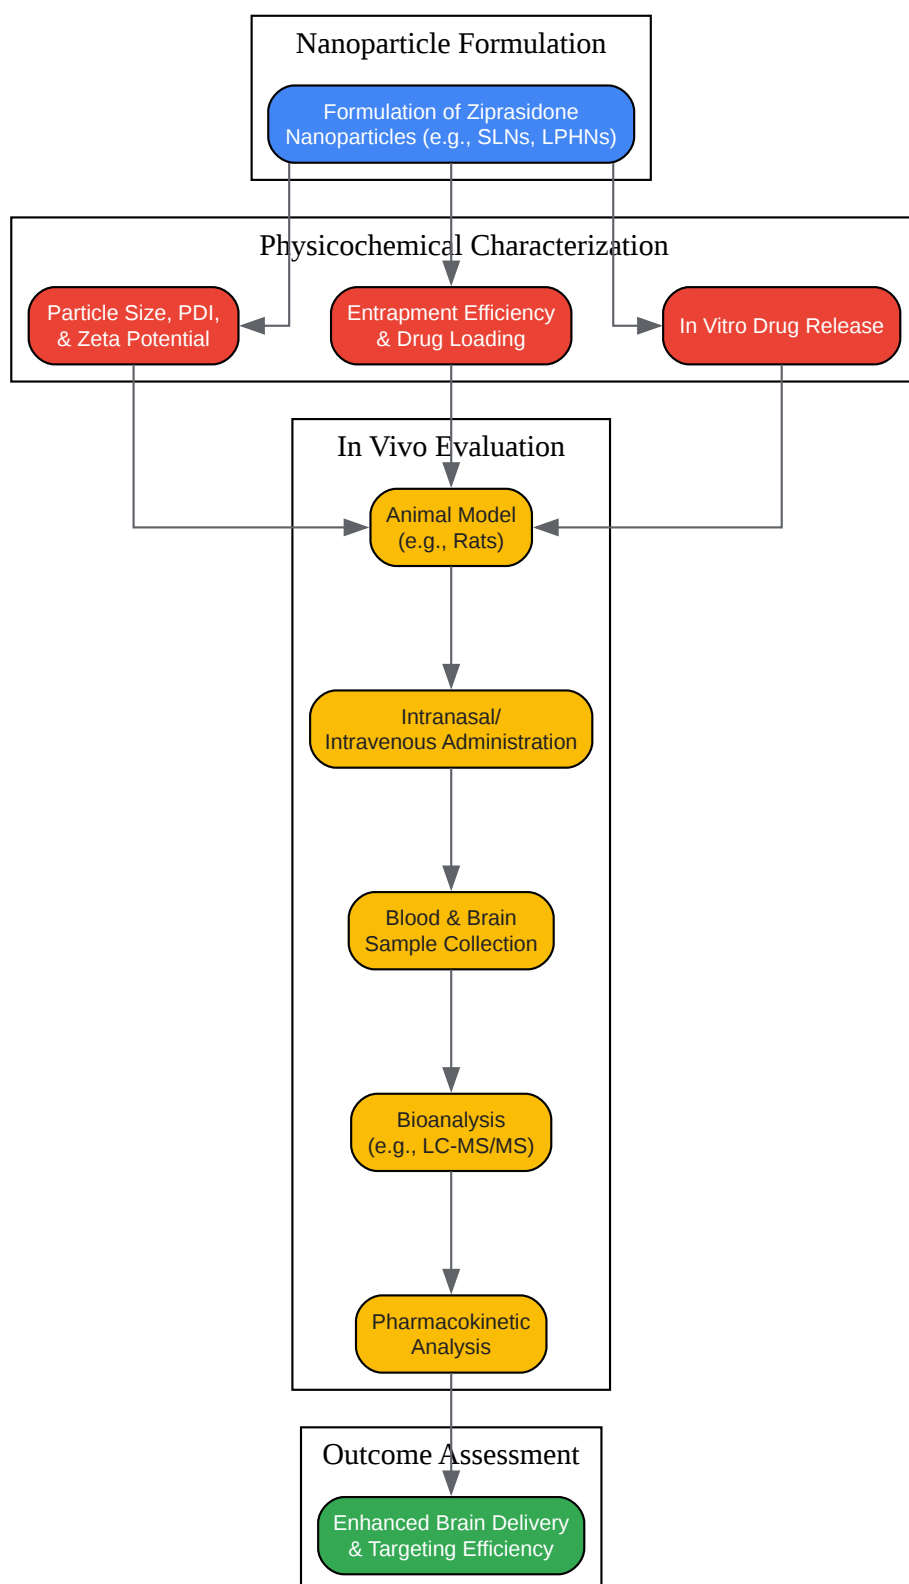 Nanoparticle Formulation
Formulation of Ziprasidone
Nanoparticles (e.g., SLNs, LPHNs)
Physicochemical Characterization
Particle Size, PDI,
& Zeta Potential
Entrapment Efficiency
& Drug Loading
In Vitro Drug Release
In Vivo Evaluation
Animal Model
(e.g., Rats)
Intranasal/
Intravenous Administration
Blood & Brain
Sample Collection
Bioanalysis
(e.g., LC-MS/MS)
Pharmacokinetic
Analysis
Outcome Assessment
Enhanced Brain Delivery
& Targeting Efficiency